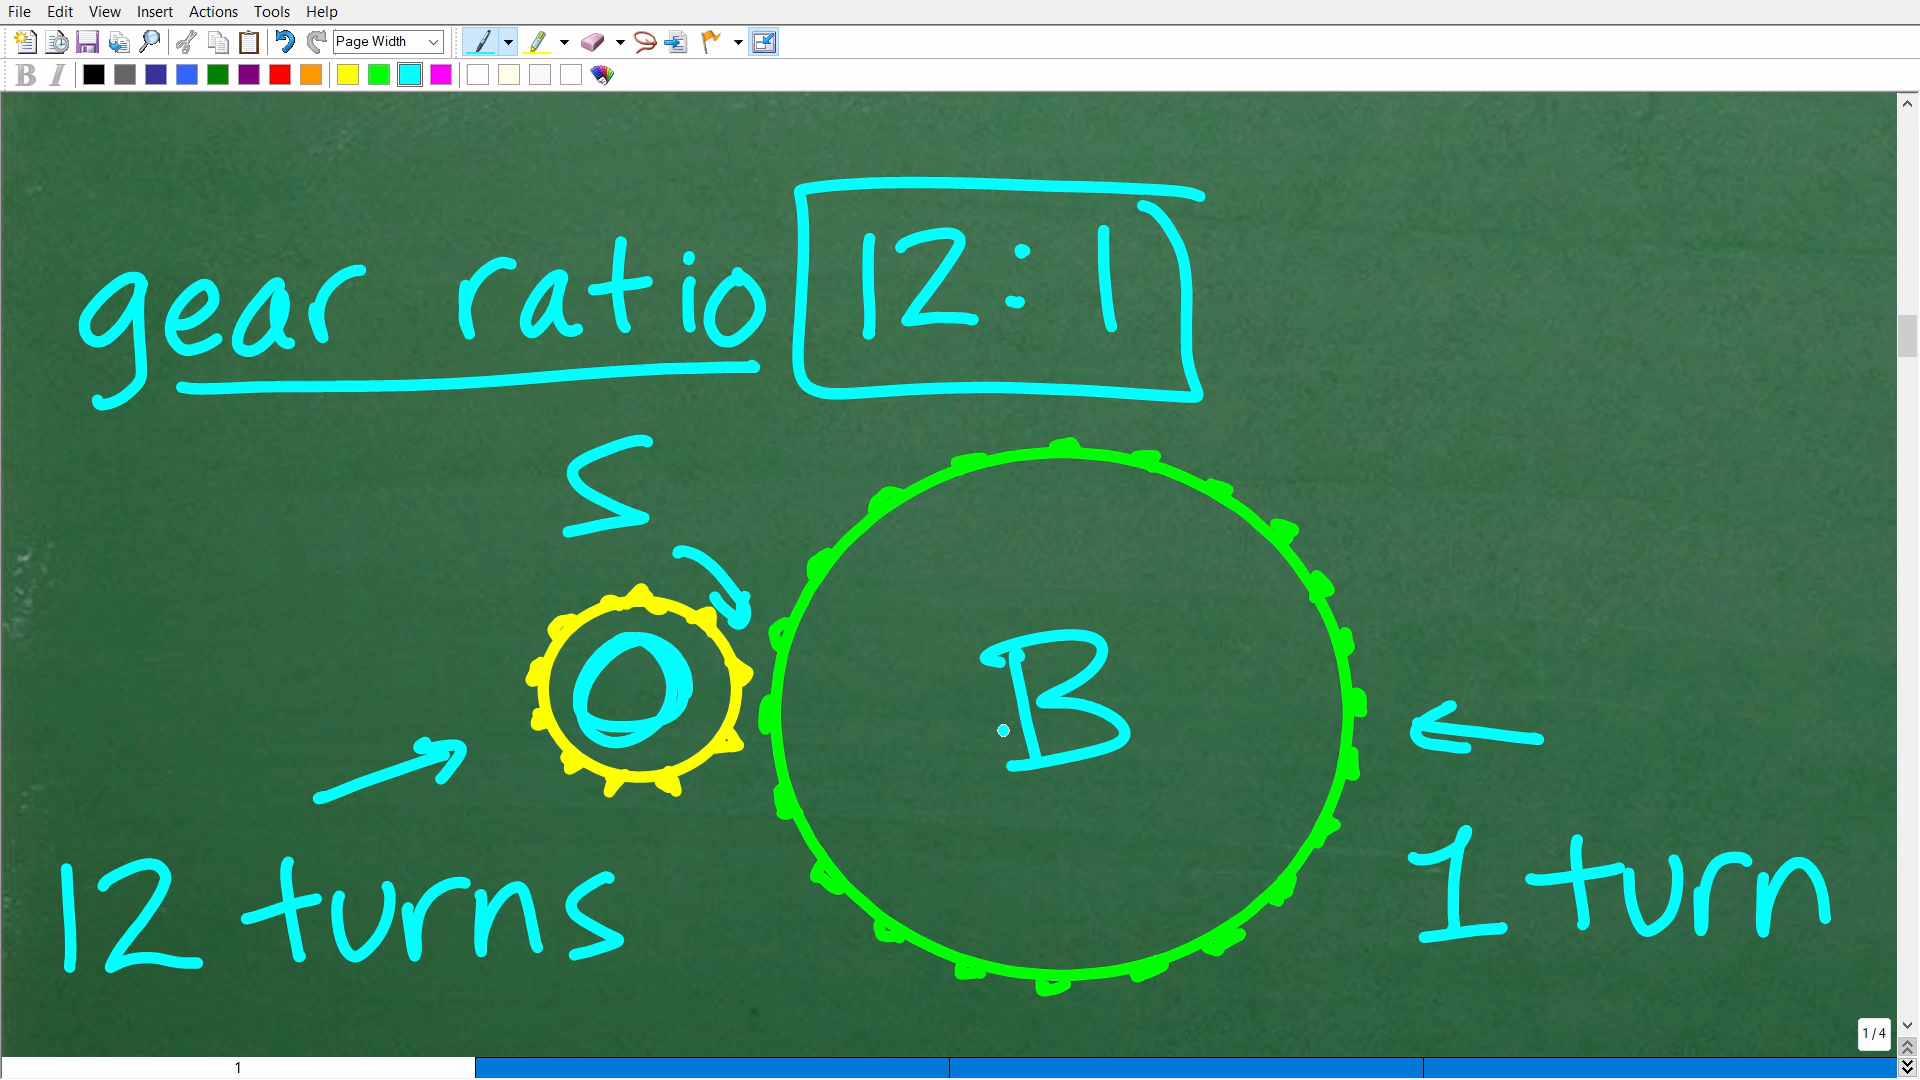 File Edit View Insert Actions Tools Help
Page Width
B I
gear ratio 12 : 1
S
B
12 turns
1 turn
1 / 4
1